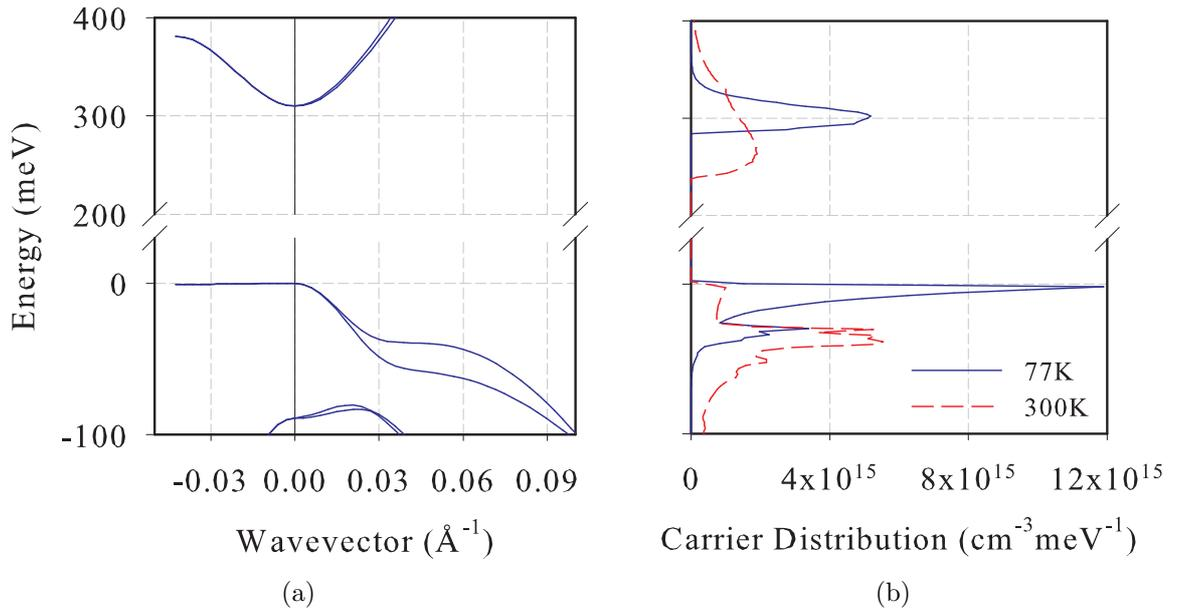 400
300
200
0
-100
Energy (meV)
-0.03 0.00 0.03 0.06 0.09
Wavevector (Å⁻¹)
(a)
77K
300K
0 4x10¹⁵ 8x10¹⁵ 12x10¹⁵
Carrier Distribution (cm⁻³meV⁻¹)
(b)